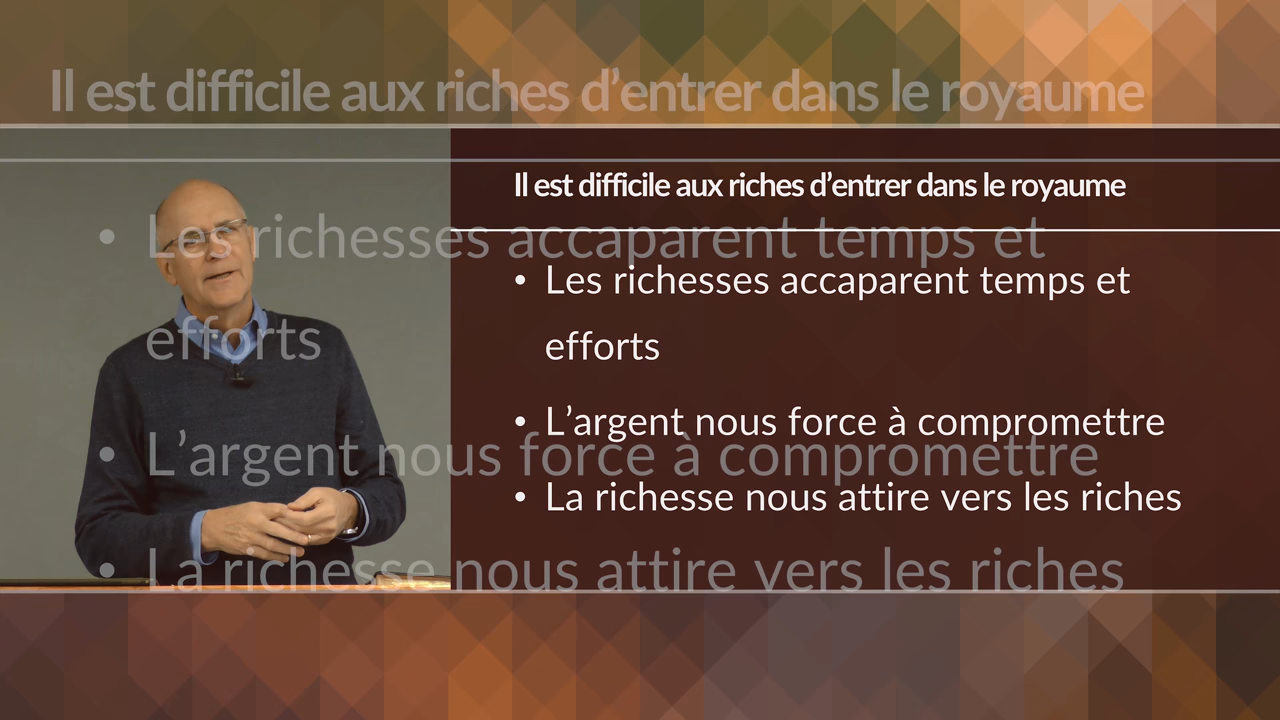 Il est difficile aux riches d’entrer dans le royaume
Il est difficile aux riches d’entrer dans le royaume
• Les richesses accaparent temps et
efforts
• L’argent nous force à compromettre
• La richesse nous attire vers les riches
• Les richesses accaparent temps et
efforts
• L’argent nous force à compromettre
• La richesse nous attire vers les riches